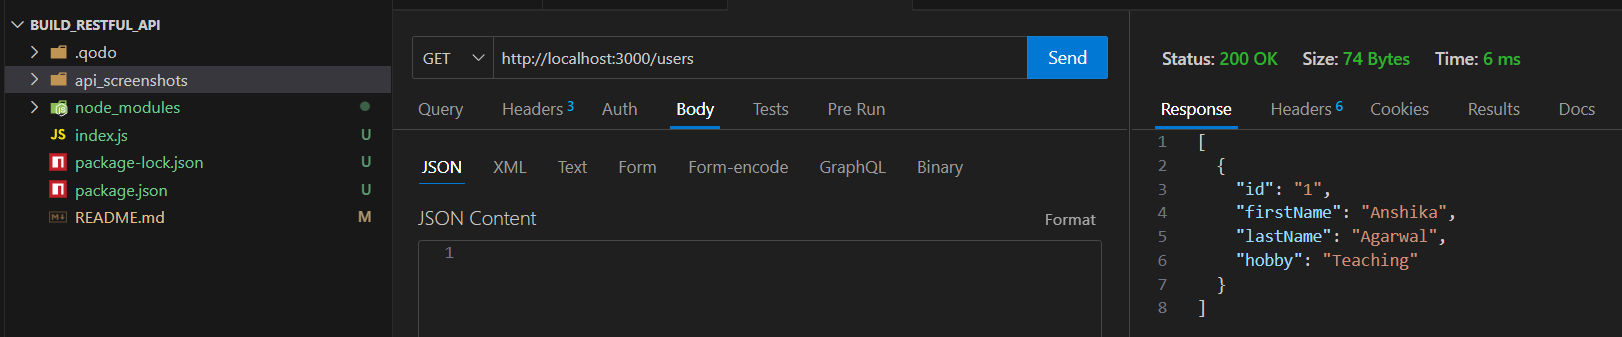 BUILD_RESTFUL_API
.qodo
api_screenshots
node_modules
JS index.js U
package-lock.json U
package.json U
README.md M
GET http://localhost:3000/users Send
Query Headers 3 Auth Body Tests Pre Run
JSON XML Text Form Form-encode GraphQL Binary
JSON Content Format
1
Status: 200 OK Size: 74 Bytes Time: 6 ms
Response Headers 6 Cookies Results Docs
1 [
2 {
3 "id": "1",
4 "firstName": "Anshika",
5 "lastName": "Agarwal",
6 "hobby": "Teaching"
7 }
8 ]